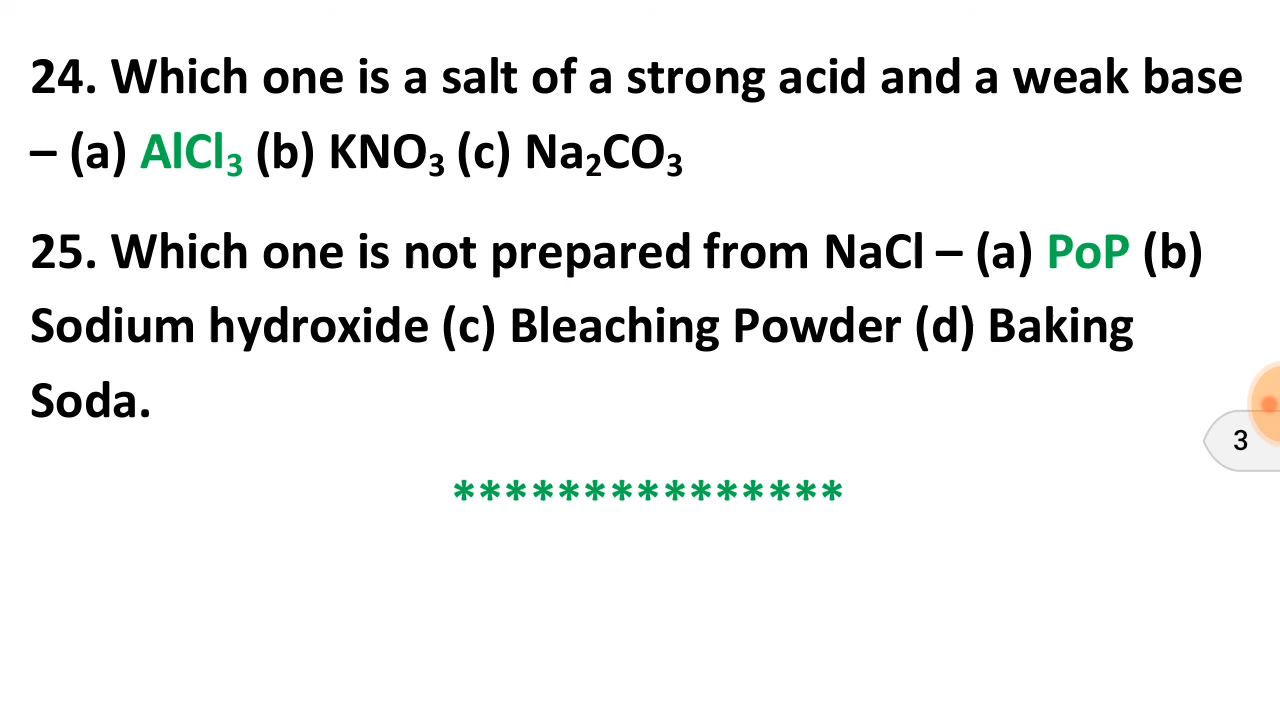 24. Which one is a salt of a strong acid and a weak base
– (a) AlCl₃ (b) KNO₃ (c) Na₂CO₃
25. Which one is not prepared from NaCl – (a) PoP (b)
Sodium hydroxide (c) Bleaching Powder (d) Baking
Soda.
***************
3